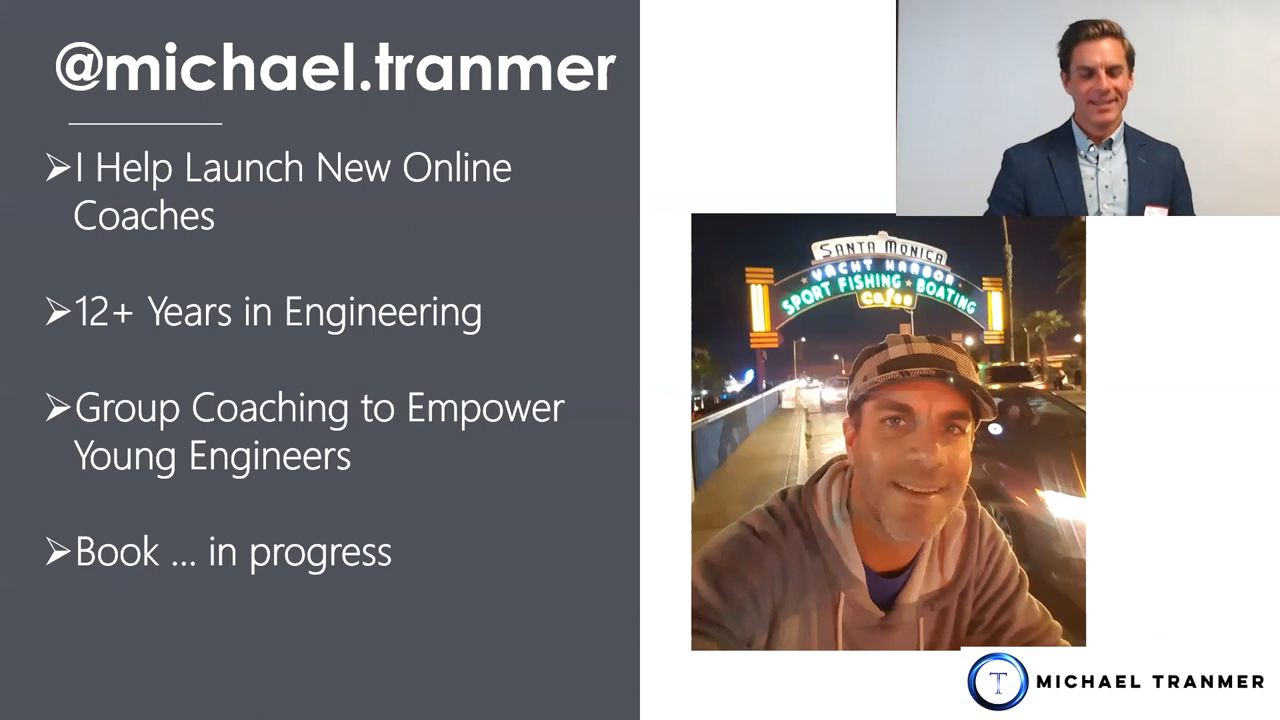 @michael.tranmer
➢I Help Launch New Online
Coaches
➢12+ Years in Engineering
➢Group Coaching to Empower
Young Engineers
➢Book ... in progress
SANTA MONICA
YACHT HARBOR
SPORT FISHING ★ BOATING
Cafes
T
MICHAEL TRANMER